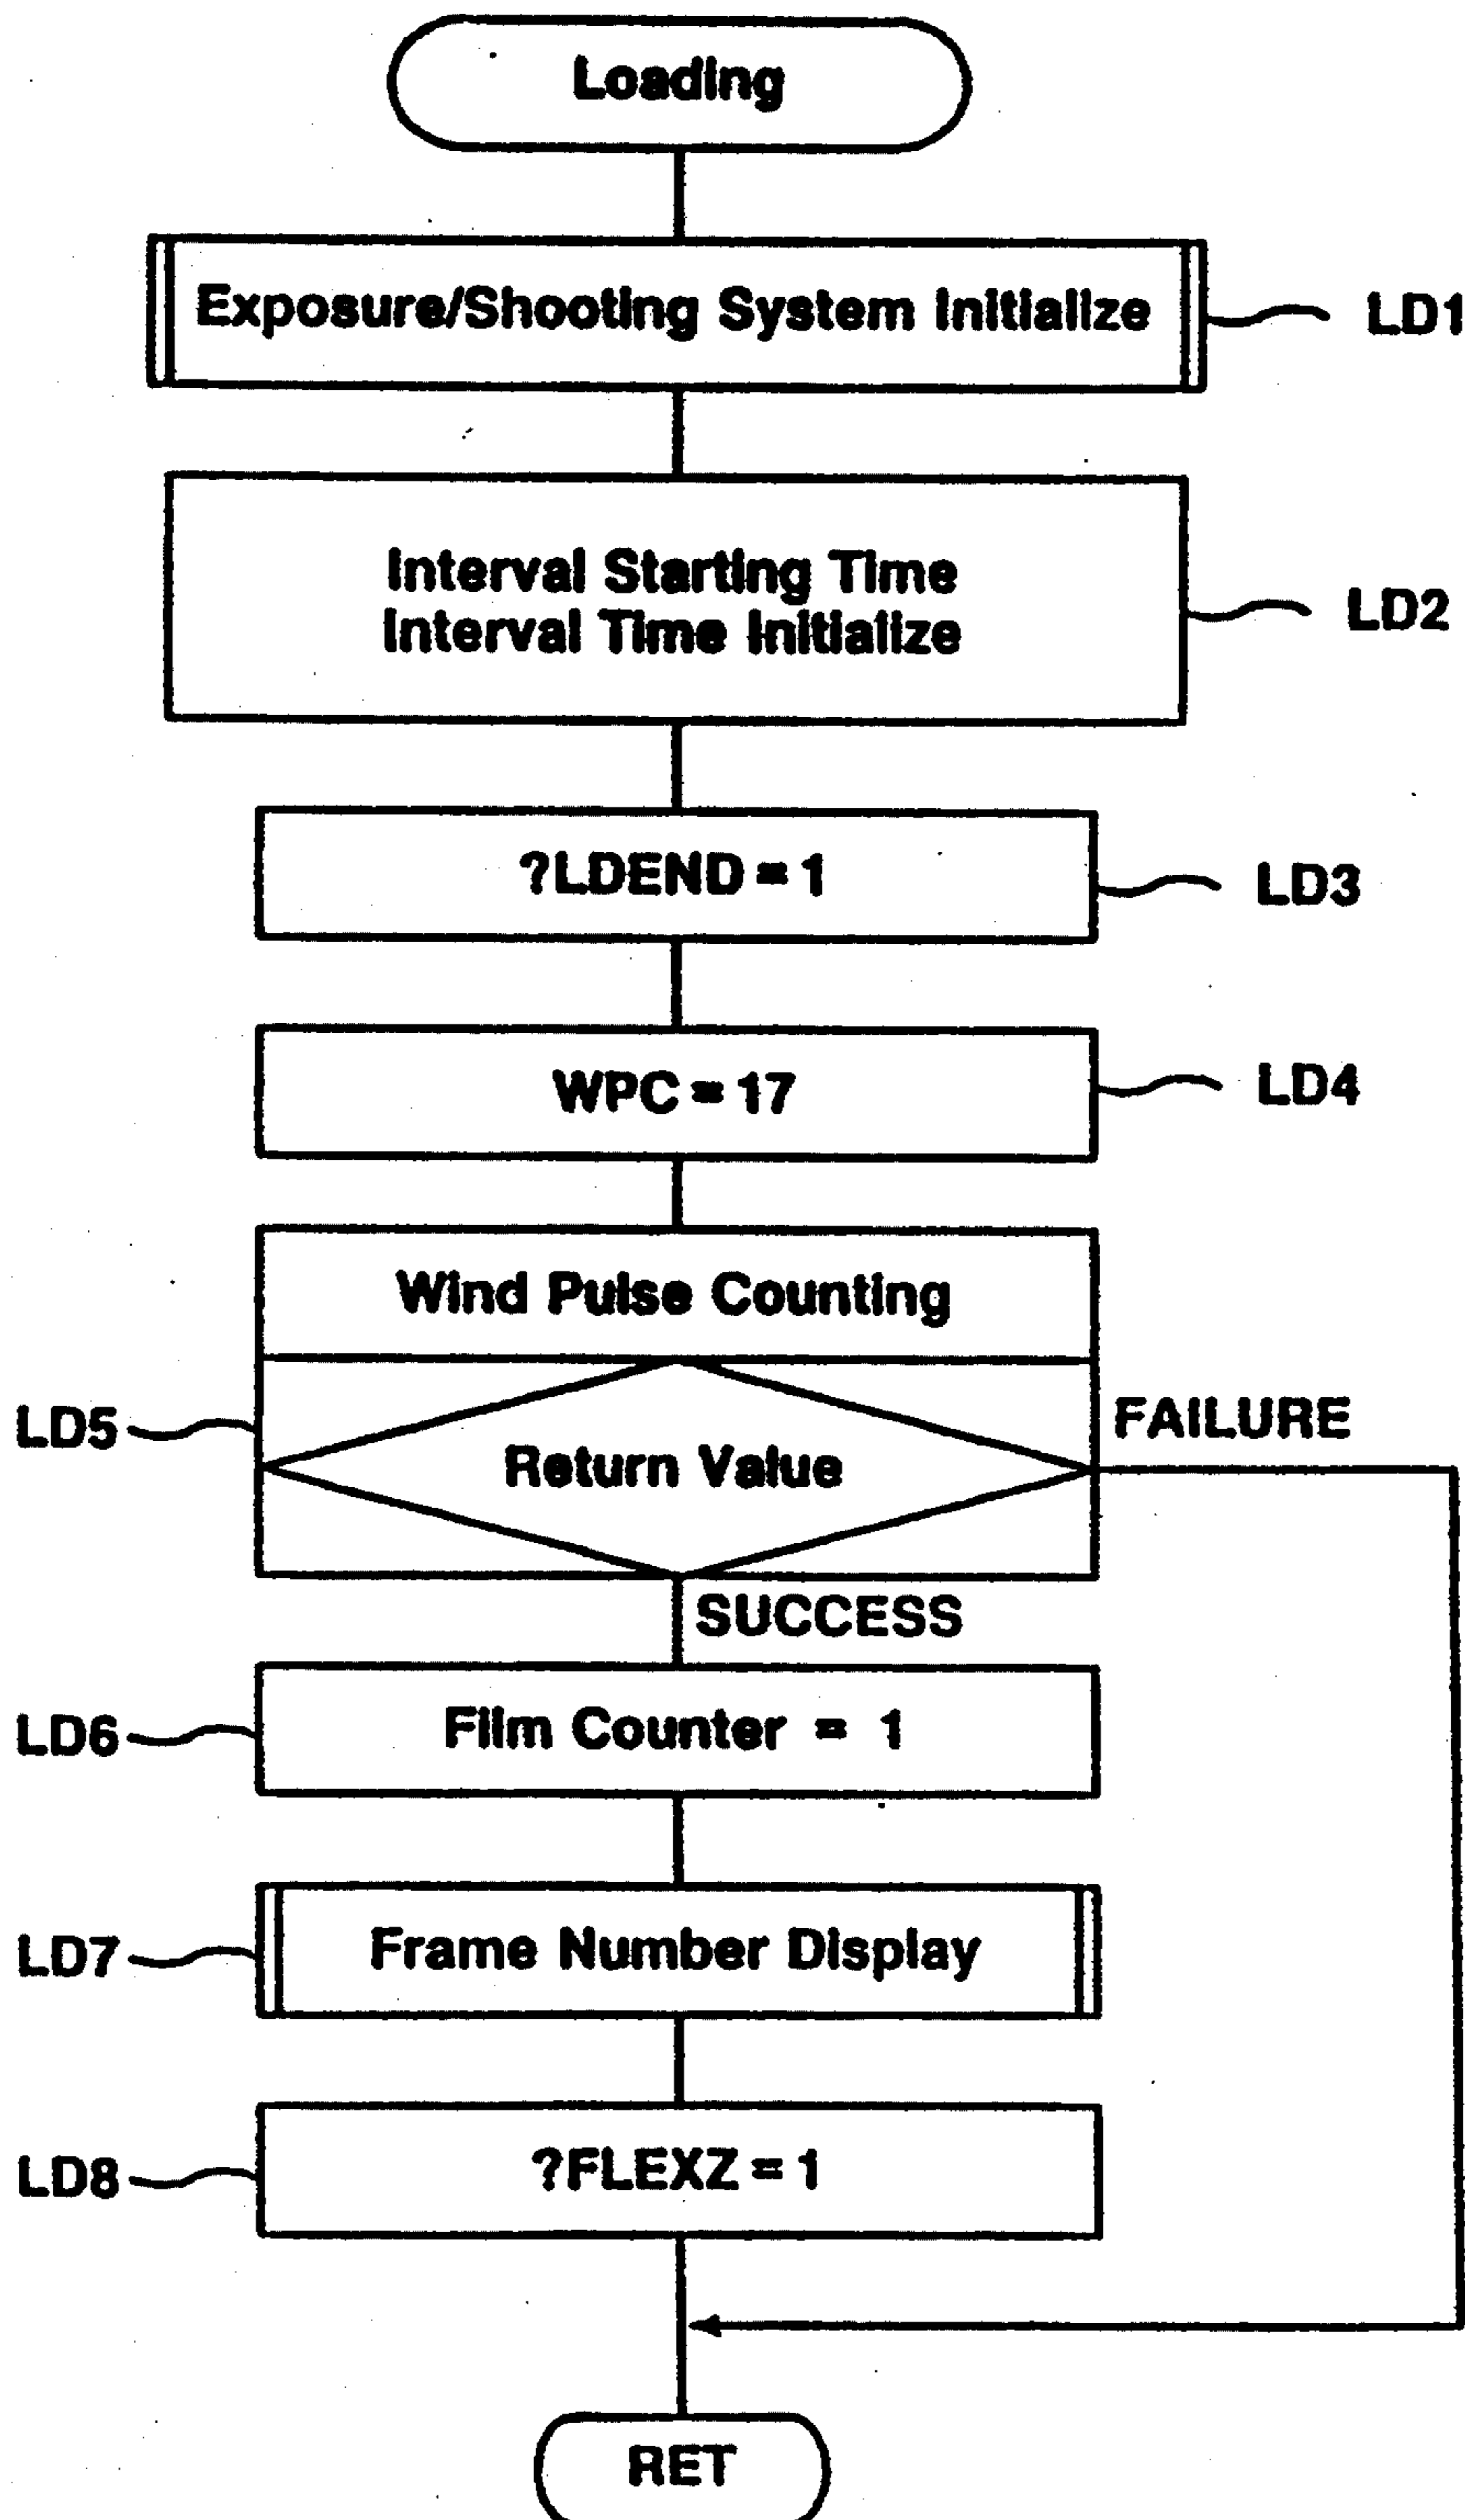 Loading
Exposure/Shooting System Initialize
LD1
Interval Starting Time
Interval Time Initialize
LD2
?LDEND = 1
LD3
WPC = 17
LD4
Wind Pulse Counting
LD5
Return Value
FAILURE
SUCCESS
LD6
Film Counter = 1
LD7
Frame Number Display
LD8
?FLEXZ = 1
RET